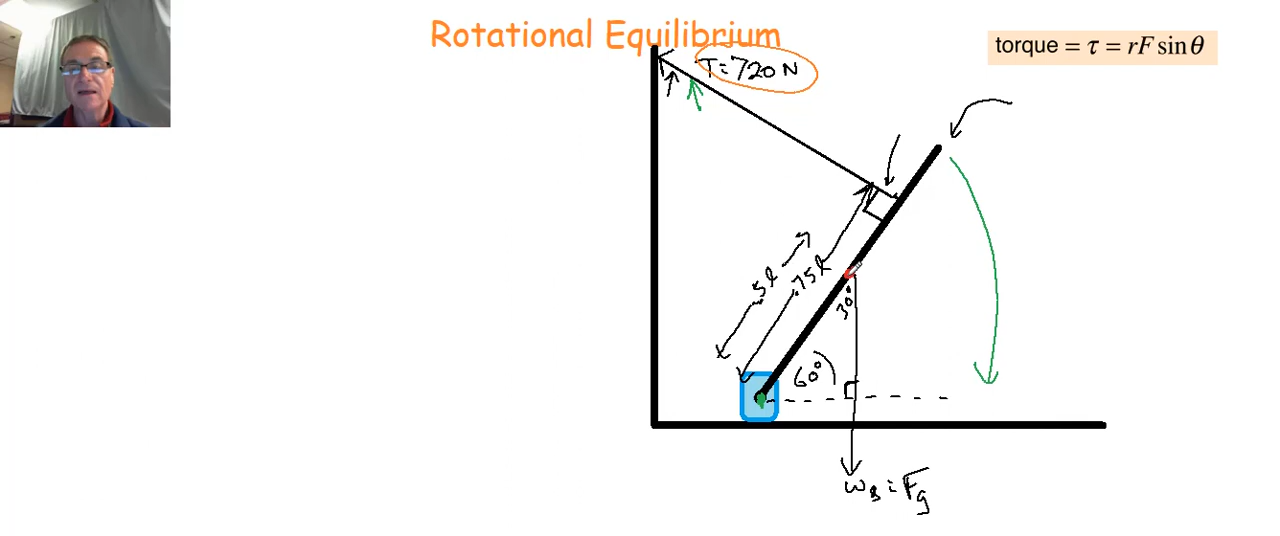 Rotational Equilibrium
torque = τ = rF sin θ
T = 720 N
.5ℓ
.75ℓ
30°
60°
w_B = F_g